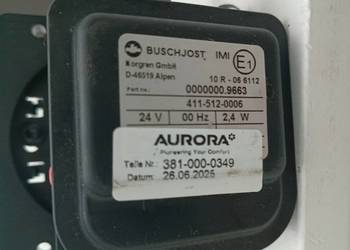 BUSCHJOST IMI E1
Norgren GmbH
D-46519 Alpen
10 R - 06 6112
Part no.: 0000000.9663
411-512-0006
24 V 00 Hz 2,4 W
AURORA
Pioneering Your Comfort
Teile Nr.: 381-000-0349
Datum: 26.06.2025